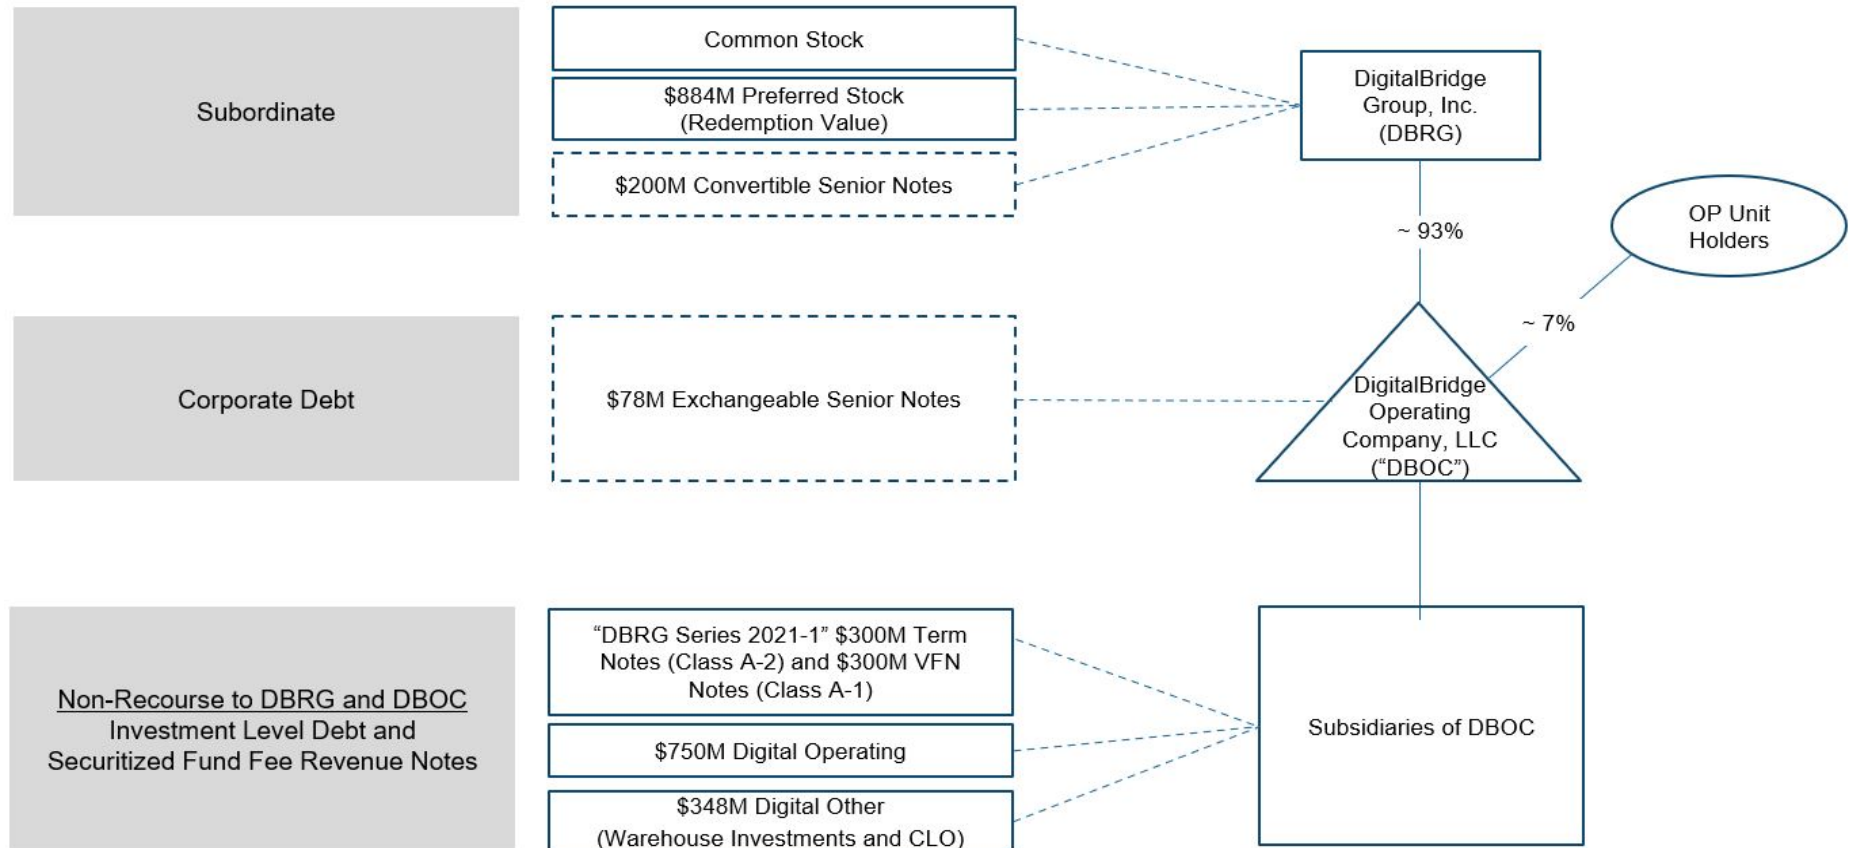 Subordinate
Common Stock
$884M Preferred Stock
(Redemption Value)
$200M Convertible Senior Notes
DigitalBridge
Group, Inc.
(DBRG)
~ 93%
OP Unit
Holders
~ 7%
Corporate Debt
$78M Exchangeable Senior Notes
DigitalBridge
Operating
Company, LLC
(“DBOC”)
Non-Recourse to DBRG and DBOC
Investment Level Debt and
Securitized Fund Fee Revenue Notes
“DBRG Series 2021-1” $300M Term
Notes (Class A-2) and $300M VFN
Notes (Class A-1)
$750M Digital Operating
$348M Digital Other
(Warehouse Investments and CLO)
Subsidiaries of DBOC